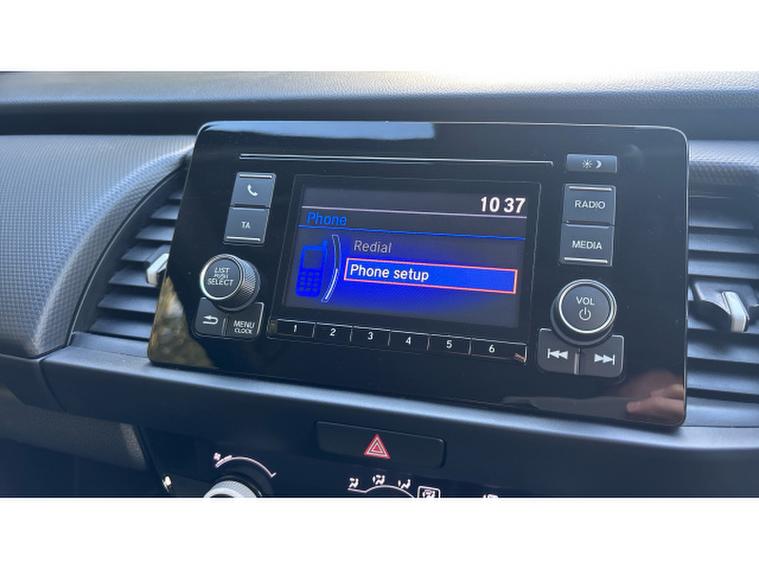 10 37
Phone
Redial
Phone setup
TA
LIST
PUSH
SELECT
MENU
CLOCK
1 2 3 4 5 6
RADIO
MEDIA
VOL